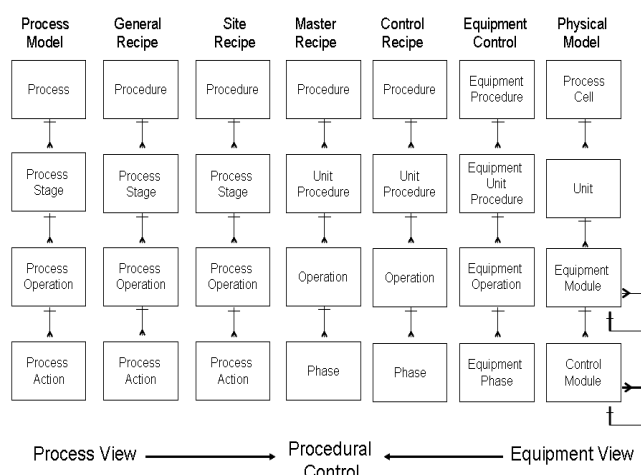 Process Model
General Recipe
Site Recipe
Master Recipe
Control Recipe
Equipment Control
Physical Model
Process
Procedure
Procedure
Procedure
Procedure
Equipment Procedure
Process Cell
Process Stage
Process Stage
Process Stage
Unit Procedure
Unit Procedure
Equipment Unit Procedure
Unit
Process Operation
Process Operation
Process Operation
Operation
Operation
Equipment Operation
Equipment Module
Process Action
Process Action
Process Action
Phase
Phase
Equipment Phase
Control Module
Process View
Procedural Control
Equipment View